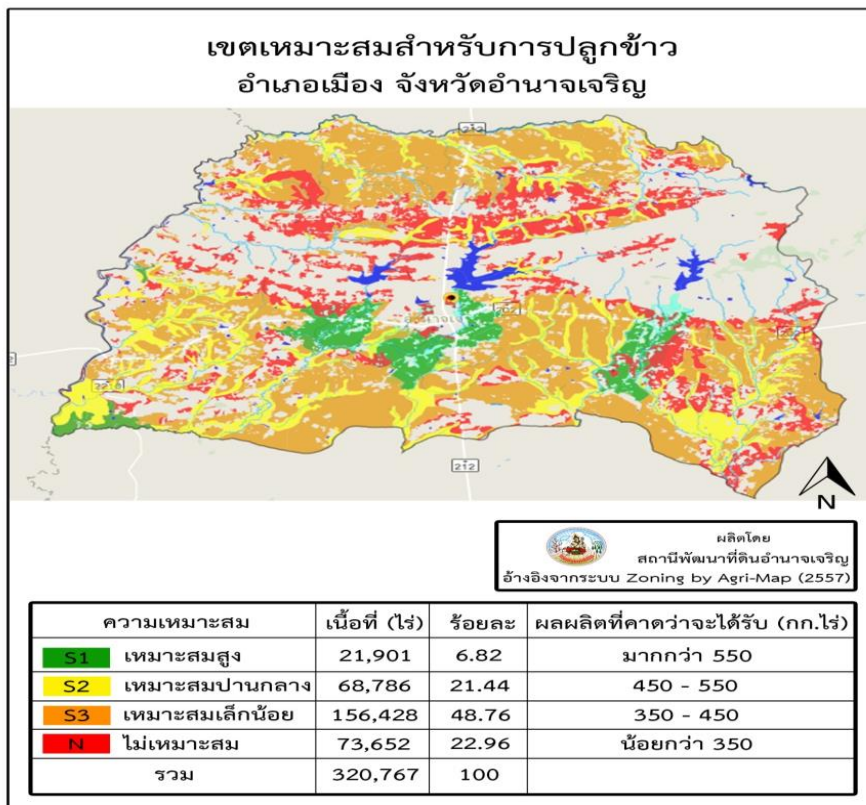 เขตเหมาะสมสำหรับการปลูกข้าว
อำเภอเมือง จังหวัดอำนาจเจริญ
212
202
212
N
ผลิตโดย
สถานีพัฒนาที่ดินอำนาจเจริญ
อ้างอิงจากระบบ Zoning by Agri-Map (2557)
ความเหมาะสม เนื้อที่ (ไร่) ร้อยละ ผลผลิตที่คาดว่าจะได้รับ (กก.ไร่)
S1 เหมาะสมสูง 21,901 6.82 มากกว่า 550
S2 เหมาะสมปานกลาง 68,786 21.44 450 - 550
S3 เหมาะสมเล็กน้อย 156,428 48.76 350 - 450
N ไม่เหมาะสม 73,652 22.96 น้อยกว่า 350
รวม 320,767 100